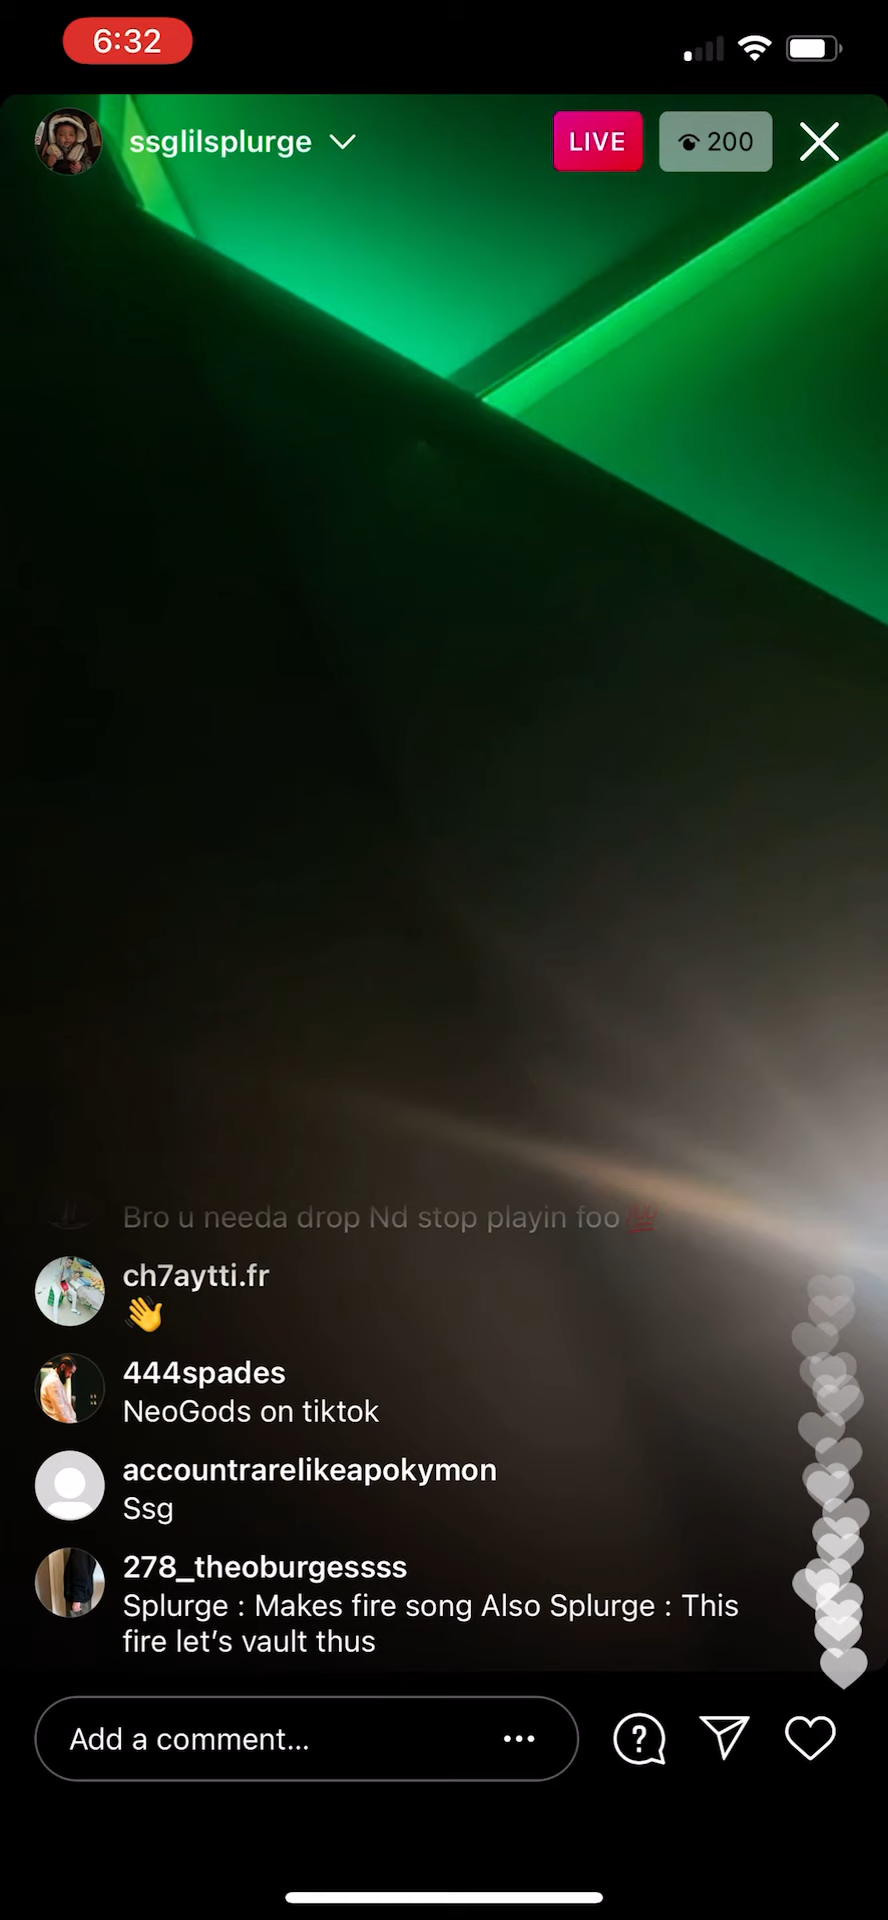 6:32
ssglilsplurge
LIVE
200
Bro u needa drop Nd stop playin foo 💯
ch7aytti.fr
👋
444spades
NeoGods on tiktok
accountrarelikeapokymon
Ssg
278_theoburgessss
Splurge : Makes fire song Also Splurge : This
fire let's vault thus
Add a comment...